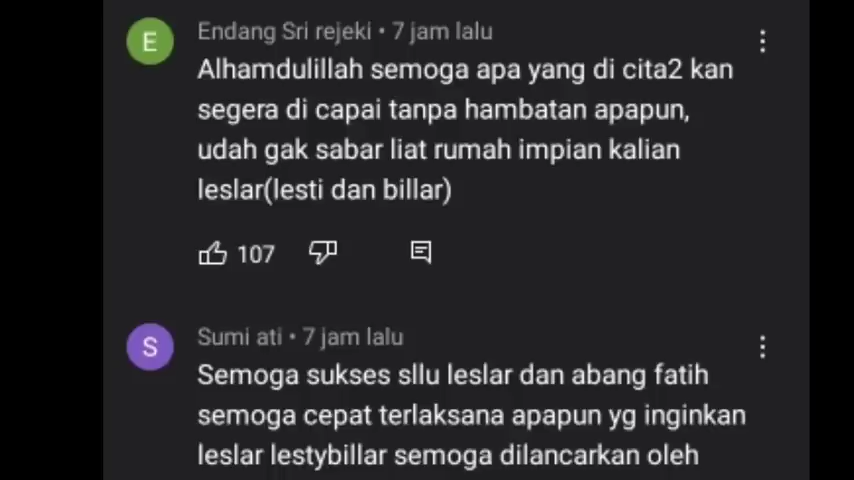 E
Endang Sri rejeki • 7 jam lalu
Alhamdulillah semoga apa yang di cita2 kan
segera di capai tanpa hambatan apapun,
udah gak sabar liat rumah impian kalian
leslar(lesti dan billar)
107
S
Sumi ati • 7 jam lalu
Semoga sukses sllu leslar dan abang fatih
semoga cepat terlaksana apapun yg inginkan
leslar lestybillar semoga dilancarkan oleh